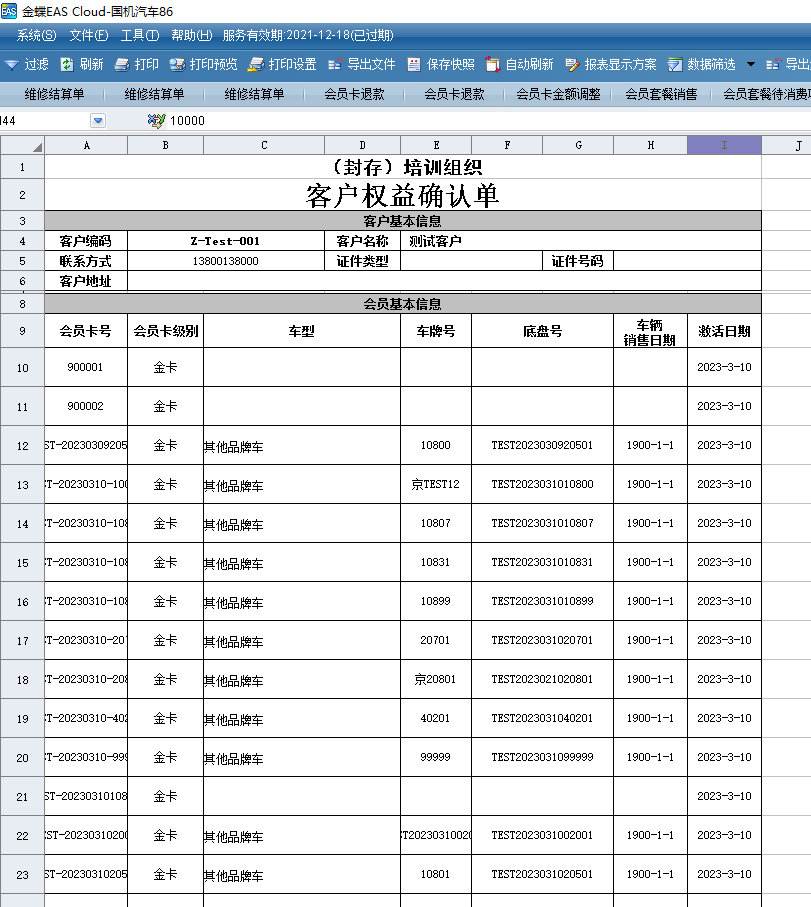 EAS 金蝶EAS Cloud-国机汽车86
系统(S) 文件(F) 工具(T) 帮助(H) 服务有效期:2021-12-18(已过期)
过滤 刷新 打印 打印预览 打印设置 导出文件 保存快照 自动刷新 报表显示方案 数据筛选 导出
维修结算单 维修结算单 维修结算单 会员卡退款 会员卡退款 会员卡金额调整 会员套餐销售 会员套餐待消费
I44 10000
A B C D E F G H I J
1 (封存)培训组织
2 客户权益确认单
3 客户基本信息
4 客户编码 Z-Test-001 客户名称 测试客户
5 联系方式 13800138000 证件类型 证件号码
6 客户地址
8 会员基本信息
9 会员卡号 会员卡级别 车型 车牌号 底盘号 车辆销售日期 激活日期
10 900001 金卡 2023-3-10
11 900002 金卡 2023-3-10
12 ST-20230309205 金卡 其他品牌车 10800 TEST2023030920501 1900-1-1 2023-3-10
13 T-20230310-100 金卡 其他品牌车 京TEST12 TEST2023031010800 1900-1-1 2023-3-10
14 T-20230310-108 金卡 其他品牌车 10807 TEST2023031010807 1900-1-1 2023-3-10
15 T-20230310-108 金卡 其他品牌车 10831 TEST2023031010831 1900-1-1 2023-3-10
16 T-20230310-108 金卡 其他品牌车 10899 TEST2023031010899 1900-1-1 2023-3-10
17 T-20230310-207 金卡 其他品牌车 20701 TEST2023031020701 1900-1-1 2023-3-10
18 T-20230310-208 金卡 其他品牌车 京20801 TEST2023021020801 1900-1-1 2023-3-10
19 T-20230310-402 金卡 其他品牌车 40201 TEST2023031040201 1900-1-1 2023-3-10
20 T-20230310-999 金卡 其他品牌车 99999 TEST2023031099999 1900-1-1 2023-3-10
21 ST-20230310108 金卡 2023-3-10
22 ST-20230310200 金卡 其他品牌车 T2023031002 TEST2023031002001 1900-1-1 2023-3-10
23 ST-20230310205 金卡 其他品牌车 10801 TEST2023031020501 1900-1-1 2023-3-10